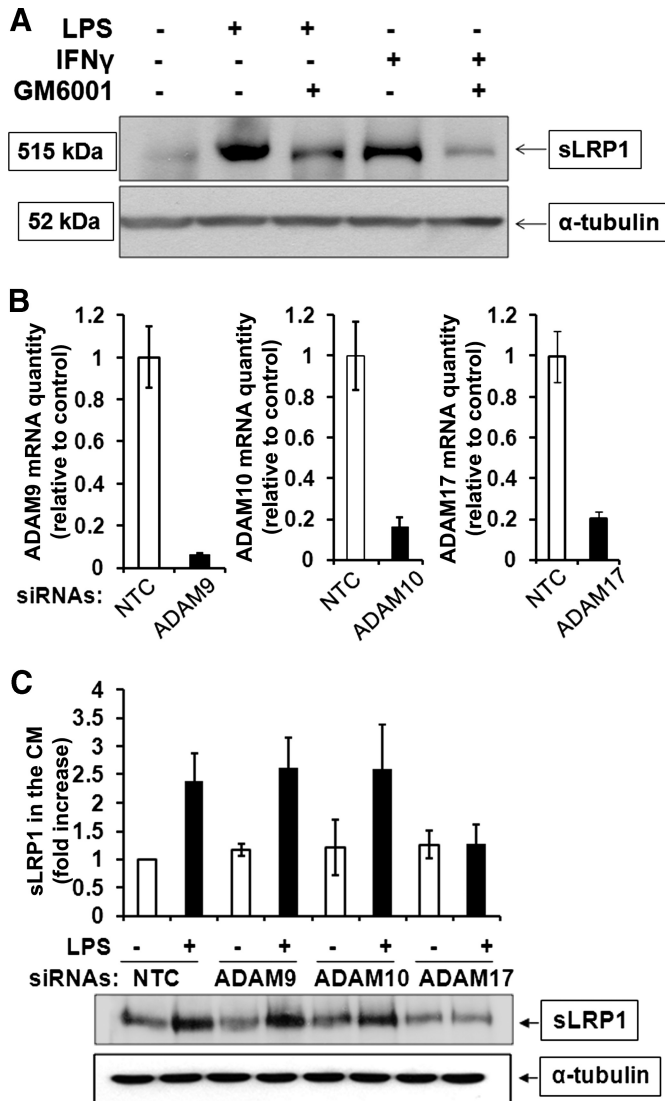 A
LPS - + + - -
IFNγ - - - + +
GM6001 - - + - +
515 kDa
sLRP1
52 kDa
α-tubulin
B
ADAM9 mRNA quantity
(relative to control)
1.2
1
0.8
0.6
0.4
0.2
0
ADAM10 mRNA quantity
(relative to control)
1.2
1
0.8
0.6
0.4
0.2
0
ADAM17 mRNA quantity
(relative to control)
1.2
1
0.8
0.6
0.4
0.2
0
siRNAs:
NTC
ADAM9
NTC
ADAM10
NTC
ADAM17
C
sLRP1 in the CM
(fold increase)
4
3.5
3
2.5
2
1.5
1
0.5
0
LPS - + - + - + - +
siRNAs: NTC ADAM9 ADAM10 ADAM17
sLRP1
α-tubulin